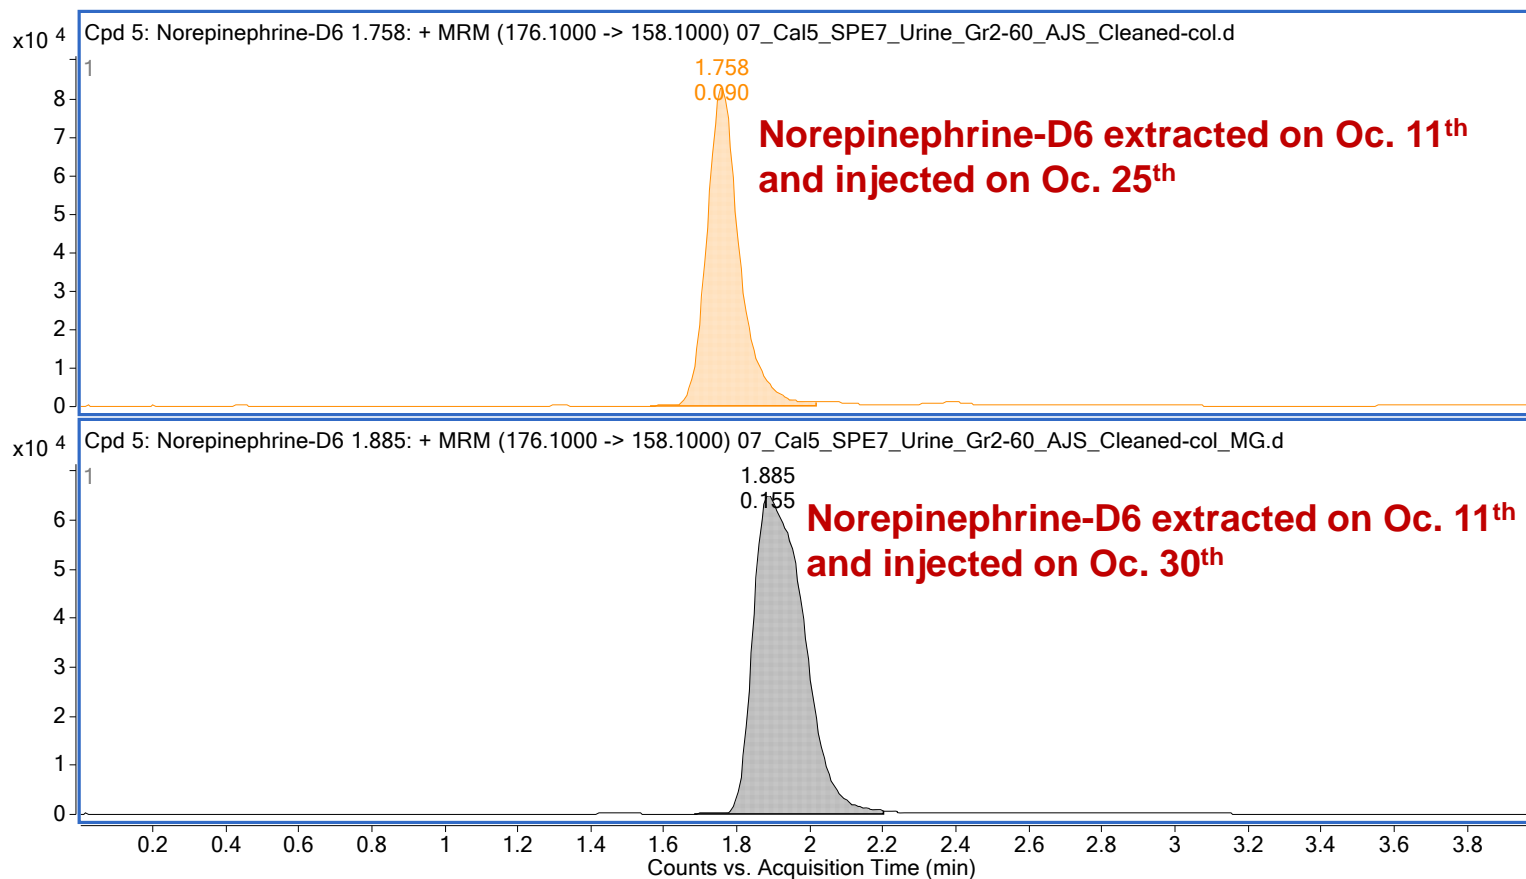 x10 4
Cpd 5: Norepinephrine-D6 1.758: + MRM (176.1000 -> 158.1000) 07_Cal5_SPE7_Urine_Gr2-60_AJS_Cleaned-col.d
1
1.758
0.090
8
7
6
5
4
3
2
1
0
Norepinephrine-D6 extracted on Oc. 11th
and injected on Oc. 25th
x10 4
Cpd 5: Norepinephrine-D6 1.885: + MRM (176.1000 -> 158.1000) 07_Cal5_SPE7_Urine_Gr2-60_AJS_Cleaned-col_MG.d
1
1.885
0.155
6
5
4
3
2
1
0
Norepinephrine-D6 extracted on Oc. 11th
and injected on Oc. 30th
0.2 0.4 0.6 0.8 1 1.2 1.4 1.6 1.8 2 2.2 2.4 2.6 2.8 3 3.2 3.4 3.6 3.8
Counts vs. Acquisition Time (min)